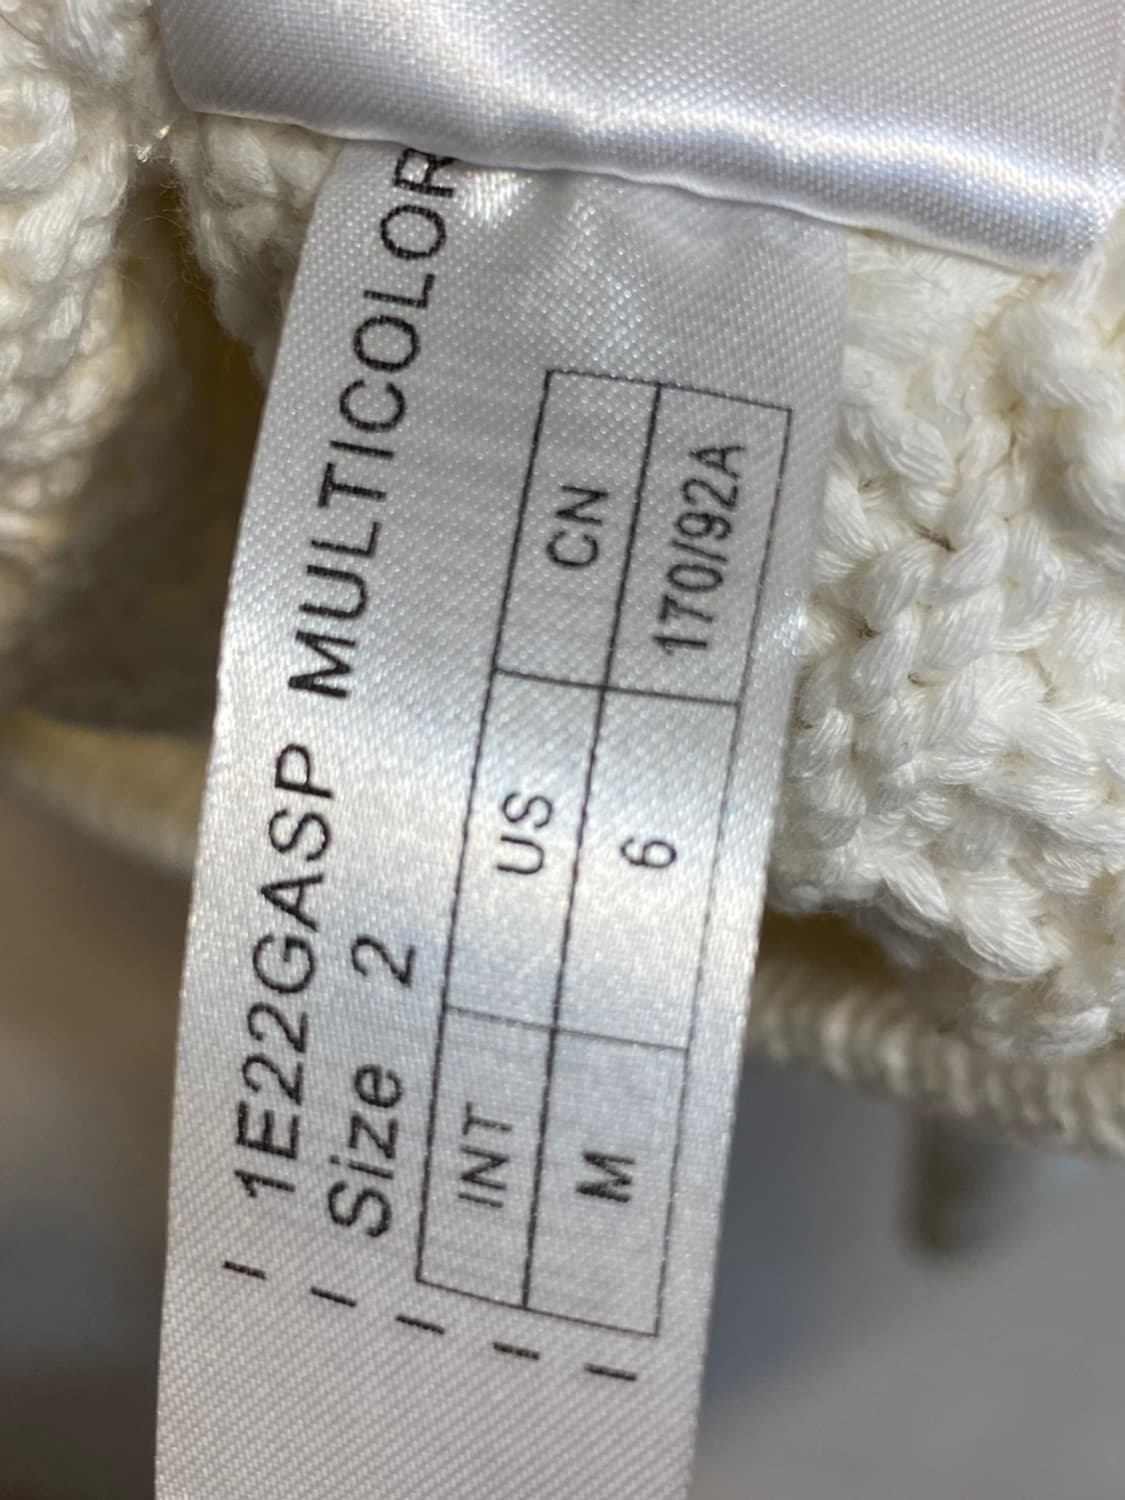 1E22GASP MULTICOLOR
Size 2
INT US CN
M 6 170/92A